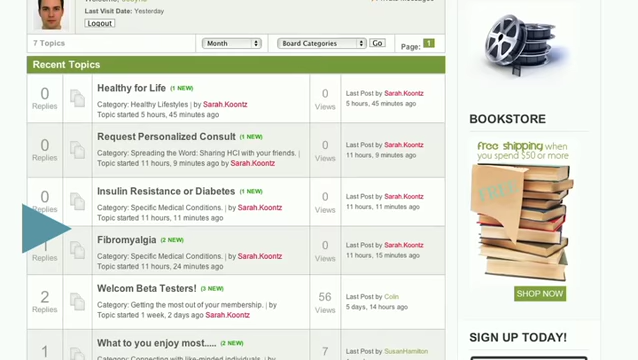 Last Visit Date: Yesterday
Logout
7 Topics
Month
Board Categories
Go
Page: 1
Recent Topics
0 Replies
Healthy for Life (1 NEW)
Category: Healthy Lifestyles | by Sarah.Koontz
Topic started 5 hours, 45 minutes ago
0 Views
Last Post by Sarah.Koontz
5 hours, 45 minutes ago
0 Replies
Request Personalized Consult (1 NEW)
Category: Spreading the Word: Sharing HCI with your friends. |
Topic started 11 hours, 9 minutes ago by Sarah.Koontz
0 Views
Last Post by Sarah.Koontz
11 hours, 9 minutes ago
0 Replies
Insulin Resistance or Diabetes (1 NEW)
Category: Specific Medical Conditions. | by Sarah.Koontz
Topic started 11 hours, 11 minutes ago
0 Views
Last Post by Sarah.Koontz
11 hours, 11 minutes ago
Fibromyalgia (2 NEW)
Category: Specific Medical Conditions. | by Sarah.Koontz
Topic started 11 hours, 24 minute ago
0 Views
Last Post by Sarah.Koontz
11 hours, 15 minutes ago
2 Replies
Welcom Beta Testers! (3 NEW)
Category: Getting the most out of your membership. | by
Topic started 1 week, 2 days ago Sarah.Koontz
56 Views
Last Post by Colin
5 days, 14 hours ago
1
What to you enjoy most..... (2 NEW)
Category: Connecting with like-minded individuals. | by
7
Last Post by SusanHamilton
BOOKSTORE
free shipping when
you spend $50 or more
FREE
SHOP NOW
SIGN UP TODAY!